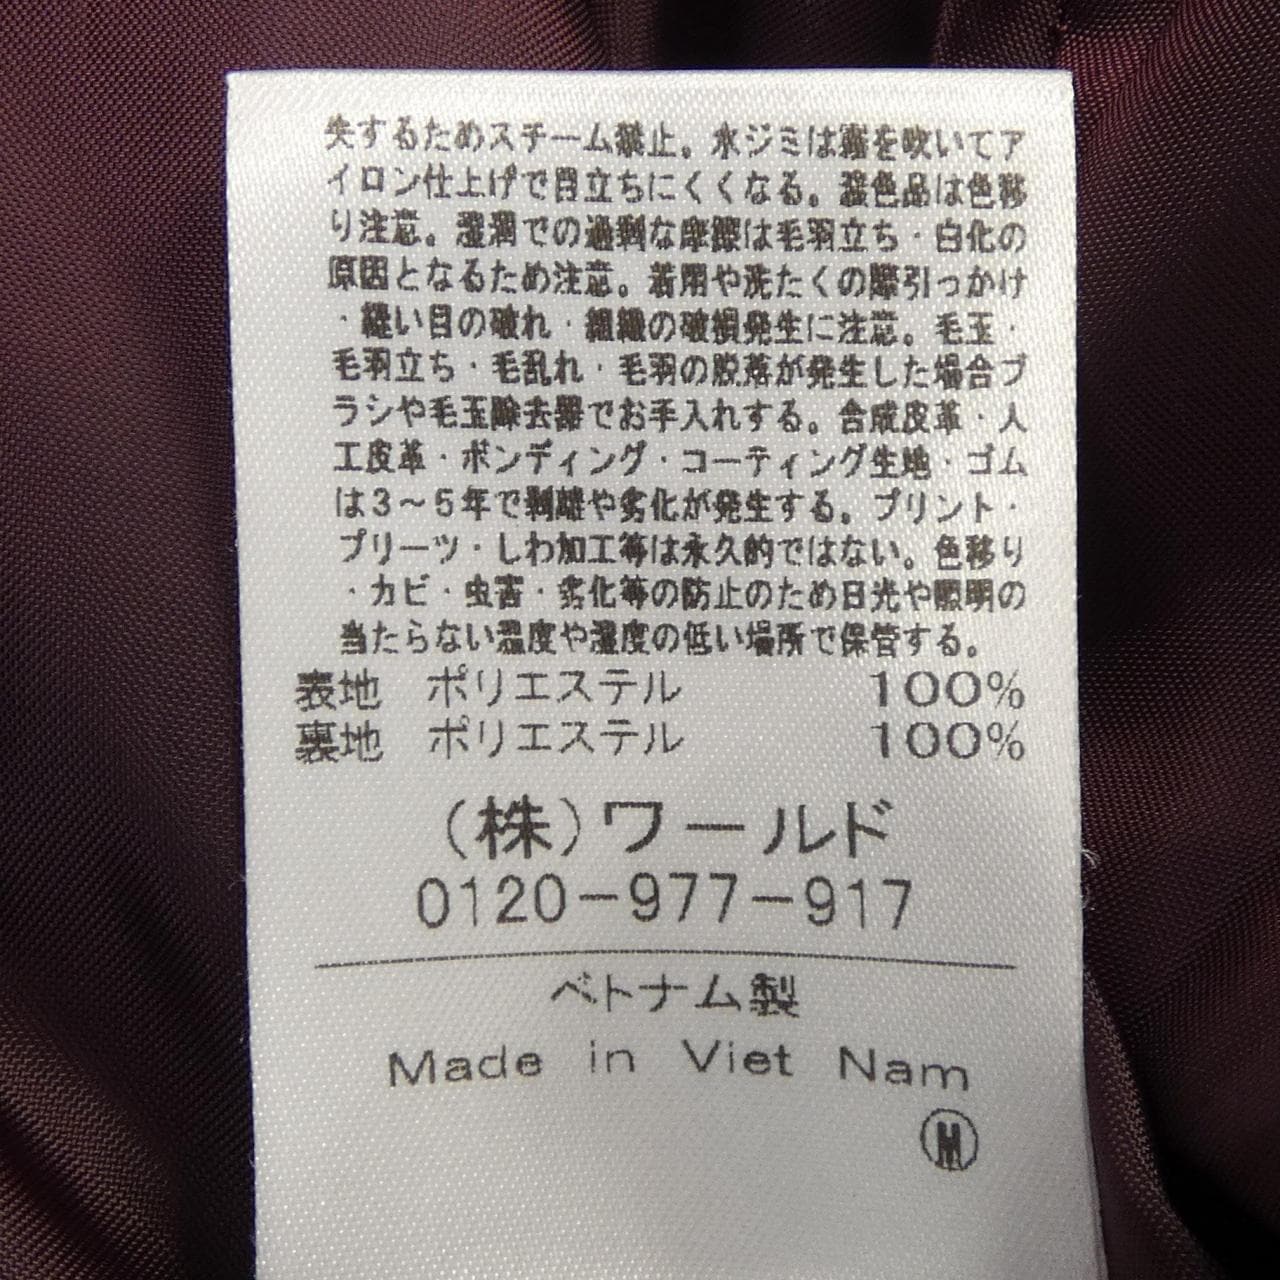 失するためスチーム禁止。水ジミは霧を吹いてア
イロン仕上げで目立ちにくくなる。濃色品は色移
り注意。湿潤での過剰な摩擦は毛羽立ち・白化の
原因となるため注意。着用や洗たくの際引っかけ
・縫い目の破れ・組織の破損発生に注意。毛玉・
毛羽立ち・毛乱れ・毛羽の脱落が発生した場合ブ
ラシや毛玉除去器でお手入れする。合成皮革・人
工皮革・ボンディング・コーティング生地・ゴム
は3～5年で剥離や劣化が発生する。プリント・
プリーツ・しわ加工等は永久的ではない。色移り
・カビ・虫害・劣化等の防止のため日光や照明の
当たらない温度や湿度の低い場所で保管する。
表地 ポリエステル 100%
裏地 ポリエステル 100%
(株)ワールド
0120-977-917
ベトナム製
Made in Viet Nam
Ⓜ